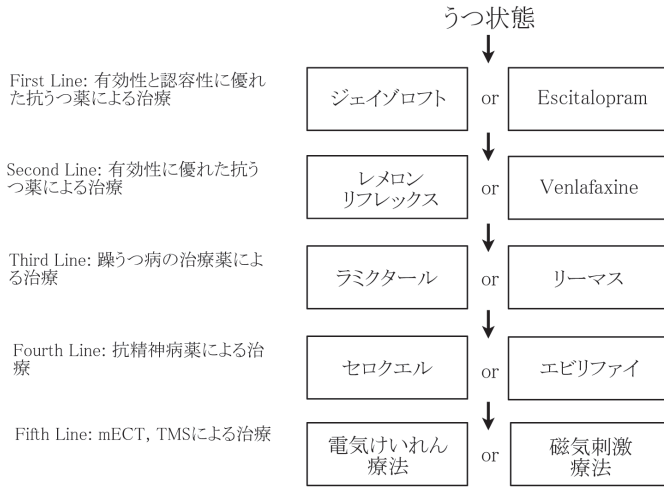 うつ状態
First Line: 有効性と認容性に優れ
た抗うつ薬による治療
ジェイゾロフト or Escitalopram
Second Line: 有効性に優れた抗う
つ薬による治療
レメロン
リフレックス
or
Venlafaxine
Third Line: 躁うつ病の治療薬によ
る治療
ラミクタール or リーマス
Fourth Line: 抗精神病薬による治
療
セロクエル or エビリファイ
Fifth Line: mECT, TMSによる治療
電気けいれん
療法
or
磁気刺激
療法